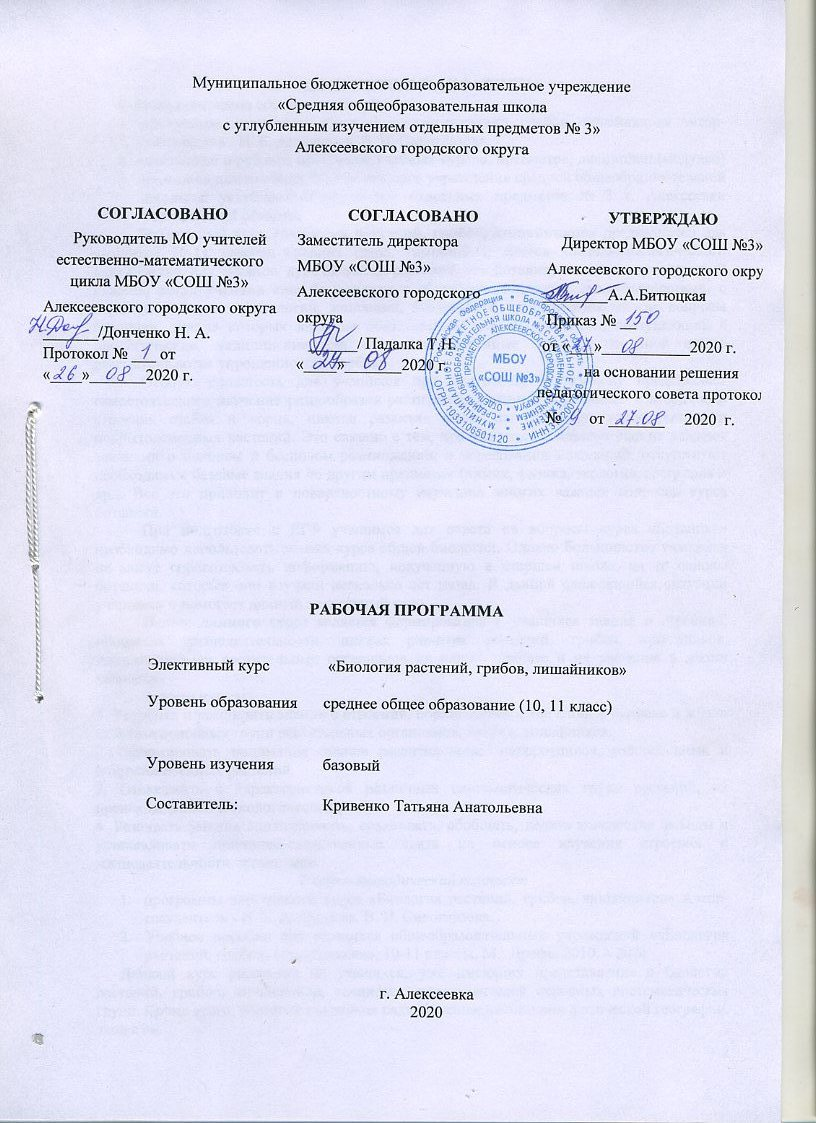 Муниципальное бюджетное общеобразовательное учреждение
«Средняя общеобразовательная школа
с углубленным изучением отдельных предметов № 3»
Алексеевского городского округа
СОГЛАСОВАНО
Руководитель МО учителей
естественно-математического
цикла МБОУ «СОШ №3»
Алексеевского городского округа
/Донченко Н. А.
Протокол № 1 от
«26» 08 2020 г.
СОГЛАСОВАНО
Заместитель директора
МБОУ «СОШ №3»
Алексеевского городского
округа
/ Падалка Т.Н.
« » 08 2020 г.
УТВЕРЖДАЮ
Директор МБОУ «СОШ №3»
Алексеевского городского окру
А.А.Битюцкая
Приказ № 150
от «27» 08 2020 г.
на основании решения
педагогического совета протокол
№ от 27.08 2020 г.
МБОУ
«СОШ №3»
ОГРН 1033106501120
РАБОЧАЯ ПРОГРАММА
Элективный курс «Биология растений, грибов, лишайников»
Уровень образования среднее общее образование (10, 11 класс)
Уровень изучения базовый
Составитель: Кривенко Татьяна Анатольевна
г. Алексеевка
2020